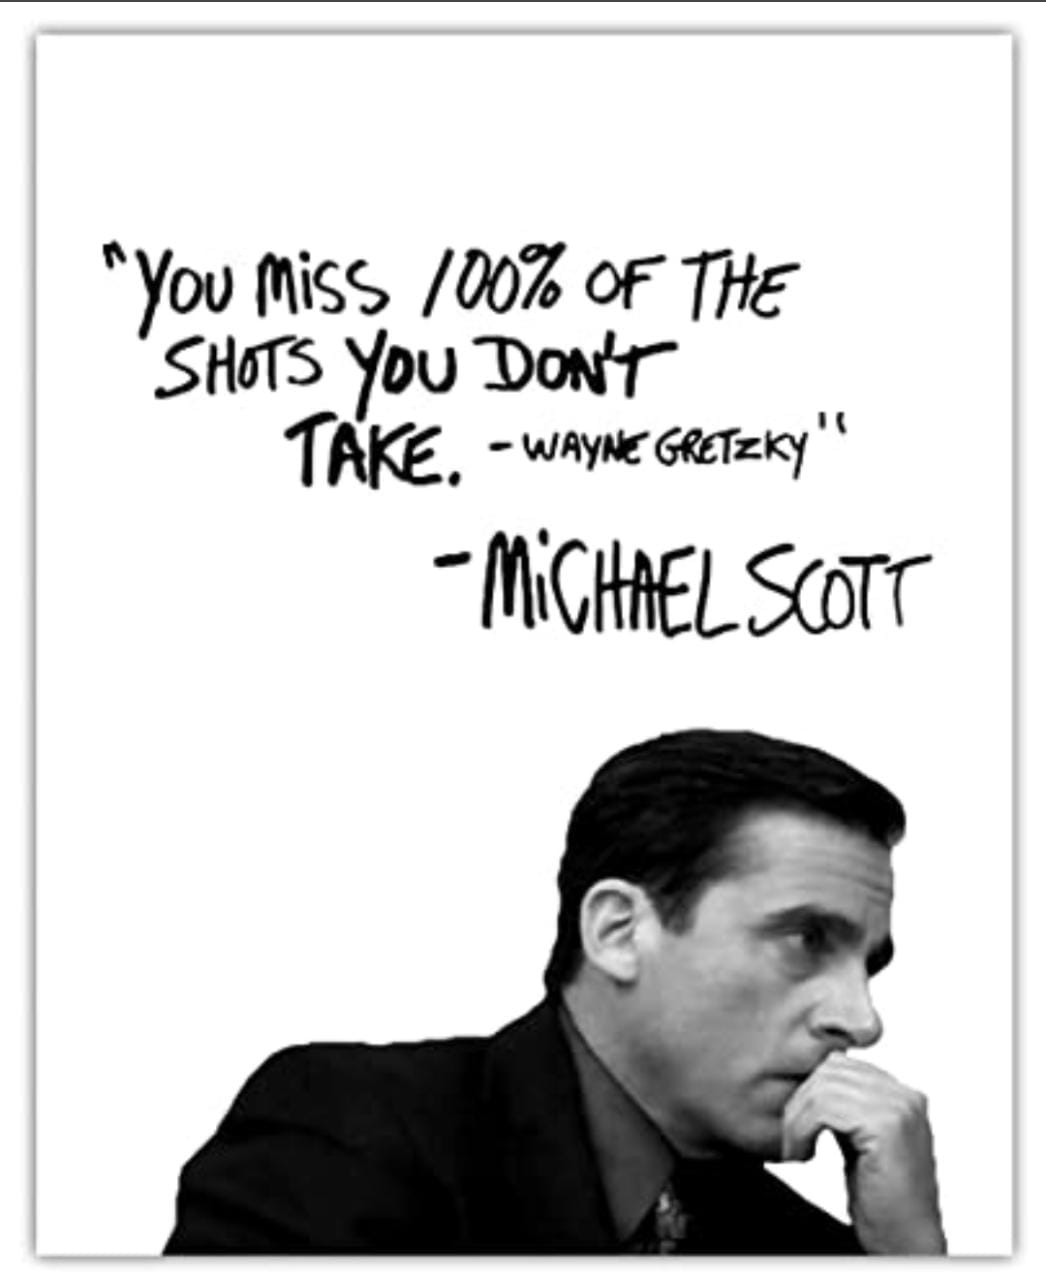 "YOU MiSS 100% OF THE
SHOTS YOU DON'T
TAKE. - WAYNE GRETZKY"
- MiCHAEL SCOTT